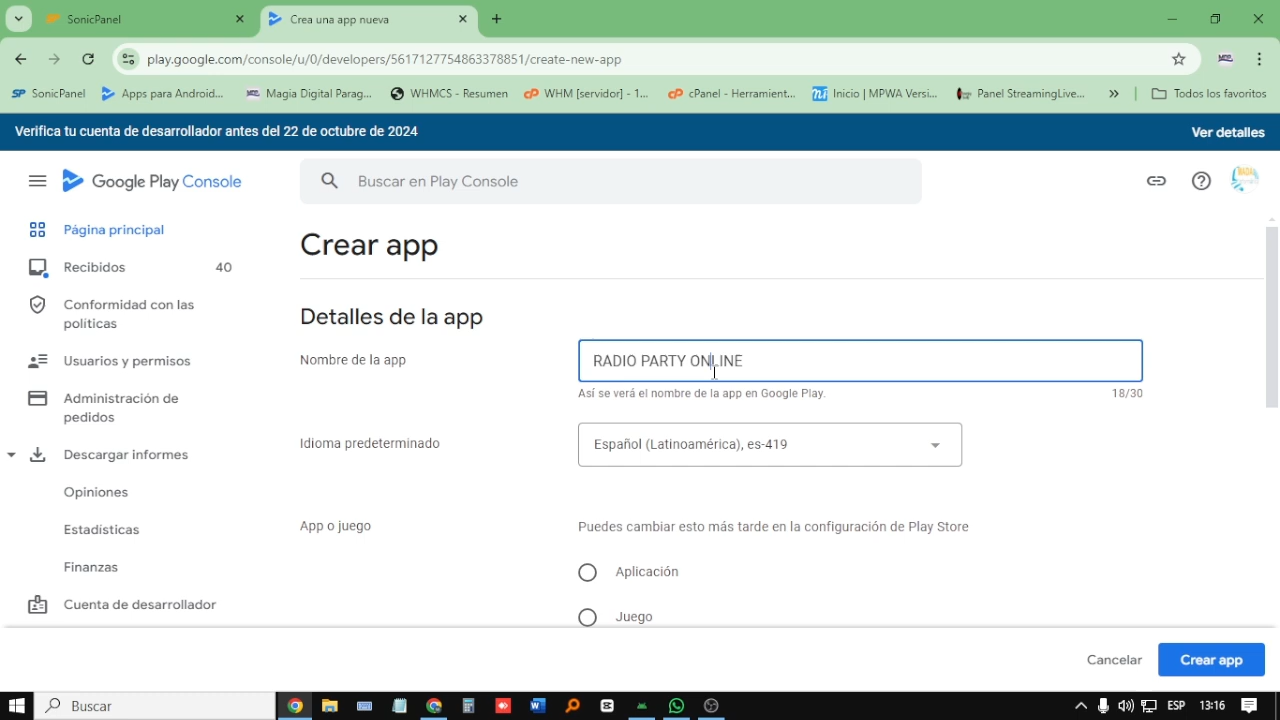 SonicPanel
Crea una app nueva
play.google.com/console/u/0/developers/5617127754863378851/create-new-app
SonicPanel
Apps para Android...
Magia Digital Parag...
WHMCS - Resumen
WHM [servidor] - 1...
cPanel - Herramient...
Inicio | MPWA Versi...
Panel StreamingLive...
Todos los favoritos
Verifica tu cuenta de desarrollador antes del 22 de octubre de 2024
Ver detalles
Google Play Console
Buscar en Play Console
Página principal
Recibidos 40
Conformidad con las
políticas
Usuarios y permisos
Administración de
pedidos
Descargar informes
Opiniones
Estadísticas
Finanzas
Cuenta de desarrollador
Crear app
Detalles de la app
Nombre de la app
RADIO PARTY ONLINE
Así se verá el nombre de la app en Google Play. 18/30
Idioma predeterminado
Español (Latinoamérica), es-419
App o juego
Puedes cambiar esto más tarde en la configuración de Play Store
Aplicación
Juego
Cancelar
Crear app
Buscar
ESP
13:16